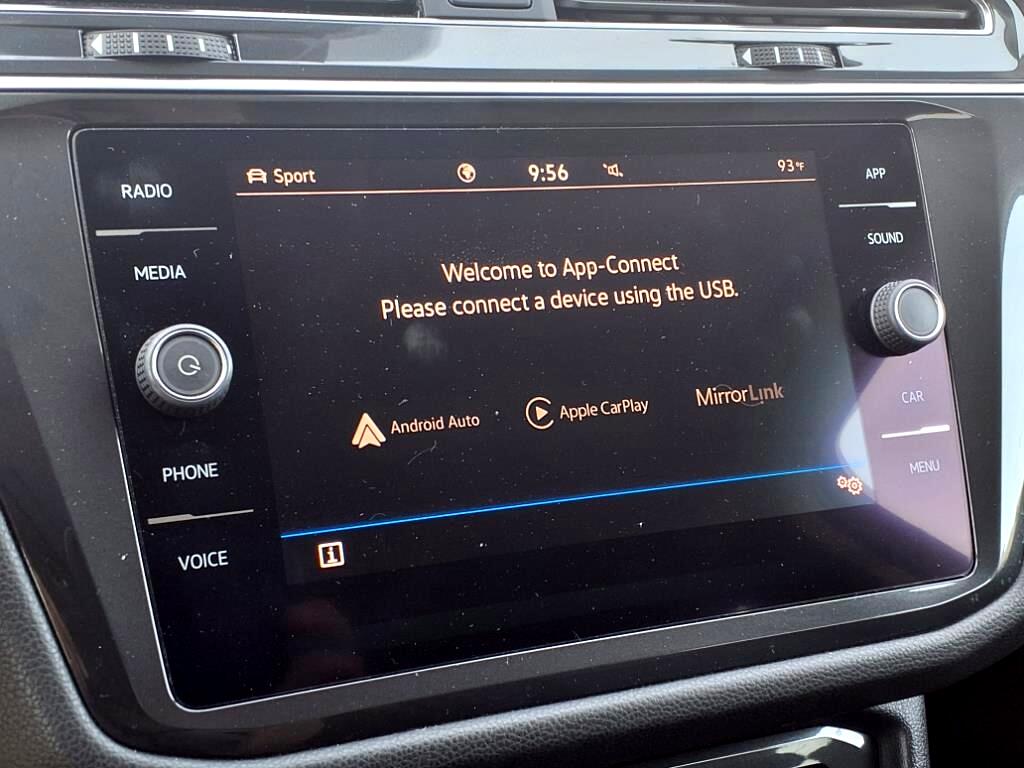 Sport 9:56 93°F
Welcome to App-Connect
Please connect a device using the USB.
Android Auto
Apple CarPlay
MirrorLink
i
RADIO
MEDIA
PHONE
VOICE
APP
SOUND
CAR
MENU